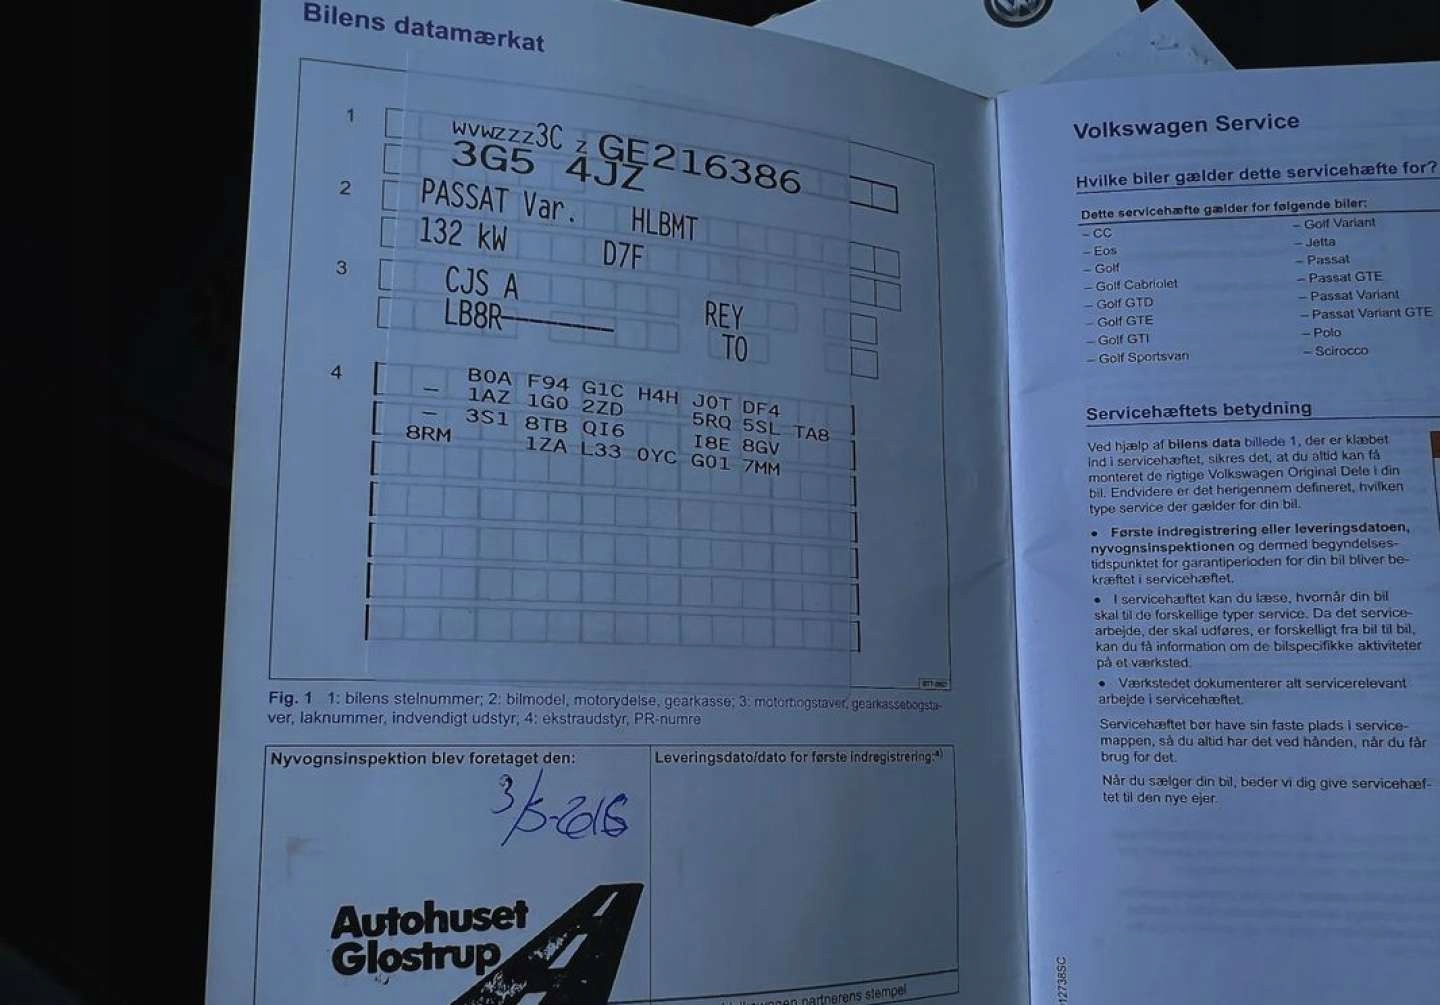 Bilens datamærkat
1
WVWZZZ3C Z GE216386
3G5 4JZ
2
PASSAT Var. HLBMT
132 kW D7F
3
CJS A
LB8R REY
TO
4
B0A F94 G1C H4H J0T DF4
– 1AZ 1G0 2ZD 5RQ 5SL TA8
– 3S1 8TB QI6 I8E 8GV
8RM 1ZA L33 0YC G01 7MM
Fig. 1 1: bilens stelnummer; 2: bilmodel, motorydelse, gearkasse; 3: motorbogstaver, gearkassebogsta-
ver, laknummer, indvendigt udstyr, 4: ekstraudstyr, PR-numre
Nyvognsinspektion blev foretaget den:
Leveringsdato/dato for første indregistrering:4)
Autohuset
Glostrup
partnerens stempel
Volkswagen Service
Hvilke biler gælder dette servicehæfte for?
Dette servicehæfte gælder for følgende biler:
– CC
– Eos
– Golf
– Golf Cabriolet
– Golf GTD
– Golf GTE
– Golf GTI
– Golf Sportsvan
– Golf Variant
– Jetta
– Passat
– Passat GTE
– Passat Variant
– Passat Variant GTE
– Polo
– Scirocco
Servicehæftets betydning
Ved hjælp af bilens data billede 1, der er klæbet
ind i servicehæftet, sikres det, at du altid kan få
monteret de rigtige Volkswagen Original Dele i din
bil. Endvidere er det herigennem defineret, hvilken
type service der gælder for din bil.
• Første indregistrering eller leveringsdatoen,
nyvognsinspektionen og dermed begyndelses-
tidspunktet for garantiperioden for din bil bliver be-
kræftet i servicehæftet.
• I servicehæftet kan du læse, hvornår din bil
skal til de forskellige typer service. Da det service-
arbejde, der skal udføres, er forskelligt fra bil til bil,
kan du få information om de bilspecifikke aktiviteter
på et værksted.
• Værkstedet dokumenterer alt servicerelevant
arbejde i servicehæftet.
Servicehæftet bør have sin faste plads i service-
mappen, så du altid har det ved hånden, når du får
brug for det.
Når du sælger din bil, beder vi dig give servicehæf-
tet til den nye ejer.
12738SC